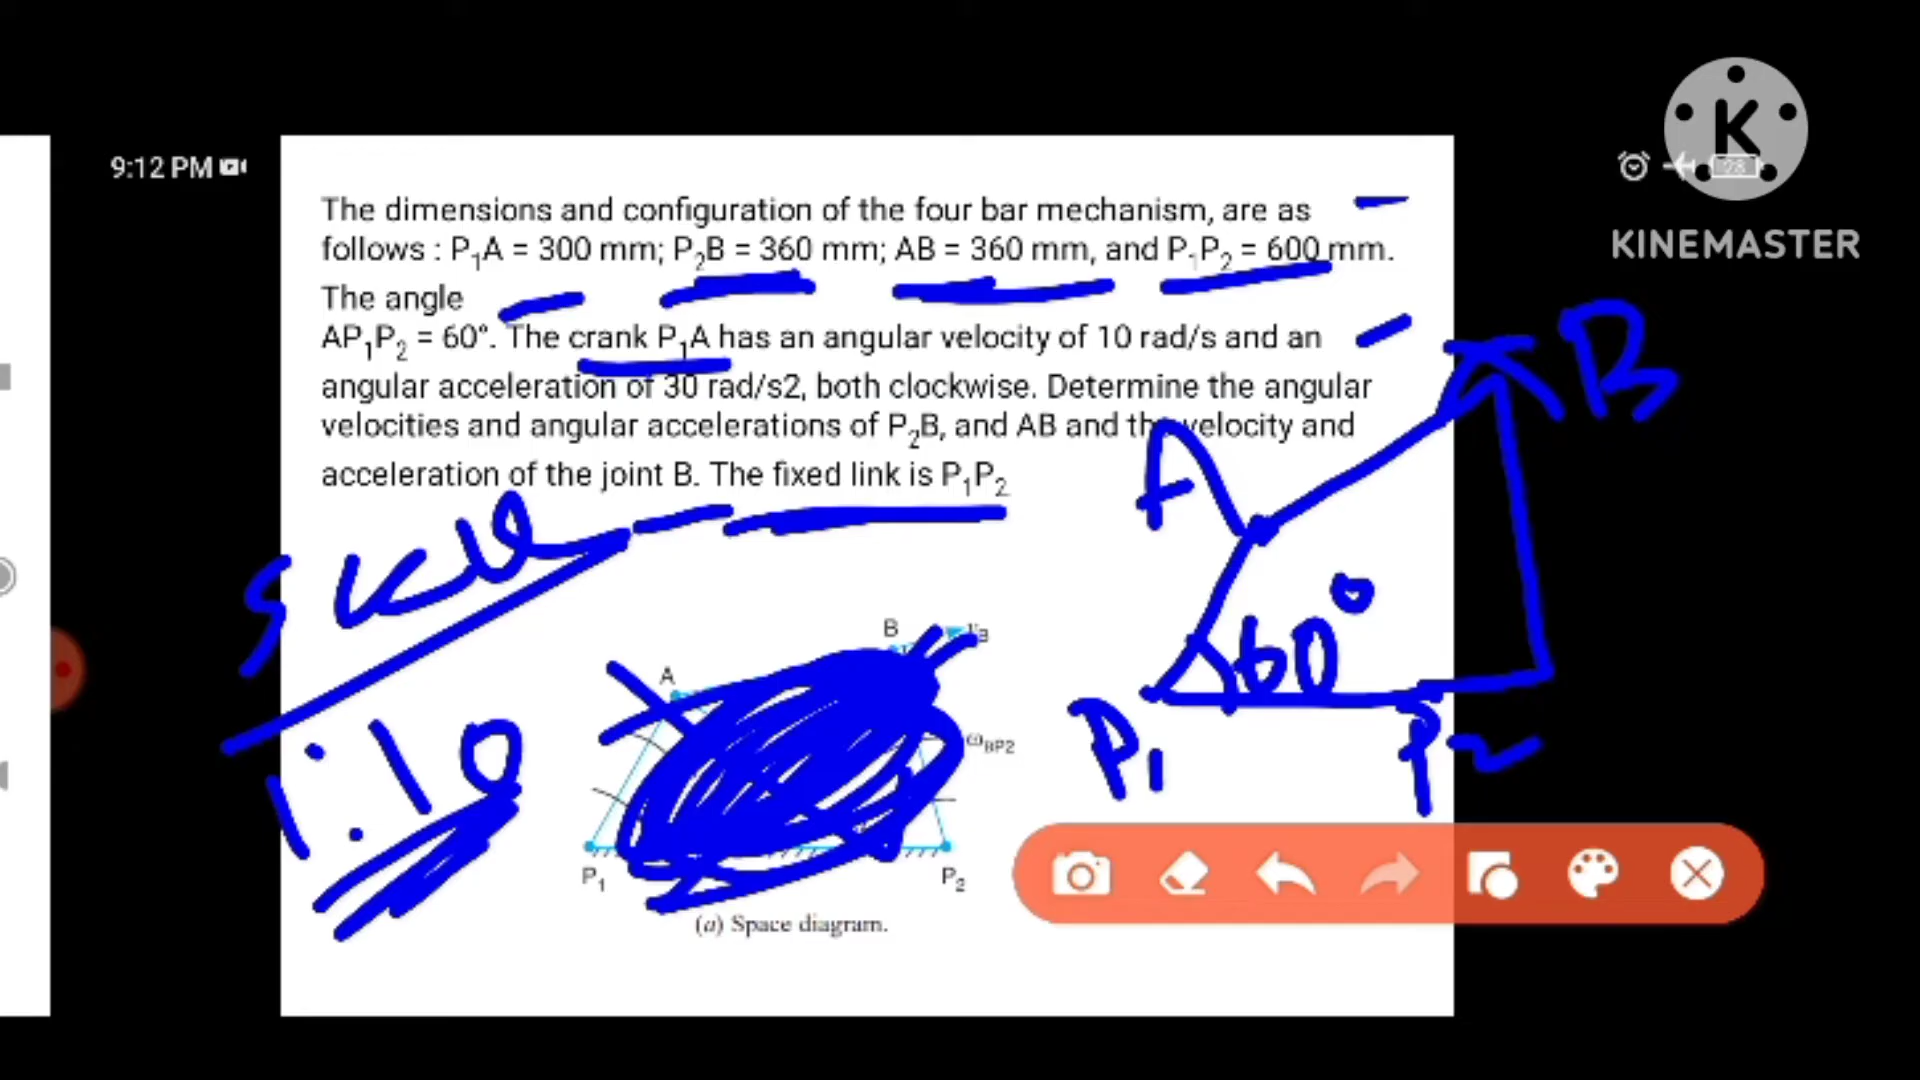 9:12 PM
28
K
KINEMASTER
The dimensions and configuration of the four bar mechanism, are as
follows : P₁A = 300 mm; P₂B = 360 mm; AB = 360 mm, and P₁P₂ = 600 mm.
The angle
AP₁P₂ = 60°. The crank P₁A has an angular velocity of 10 rad/s and an
angular acceleration of 30 rad/s2, both clockwise. Determine the angular
velocities and angular accelerations of P₂B, and AB and the velocity and
acceleration of the joint B. The fixed link is P₁P₂
B
A
60°
P₁
P2
1:10
B
A
ωBP2
P₁
P₂
(a) Space diagram.